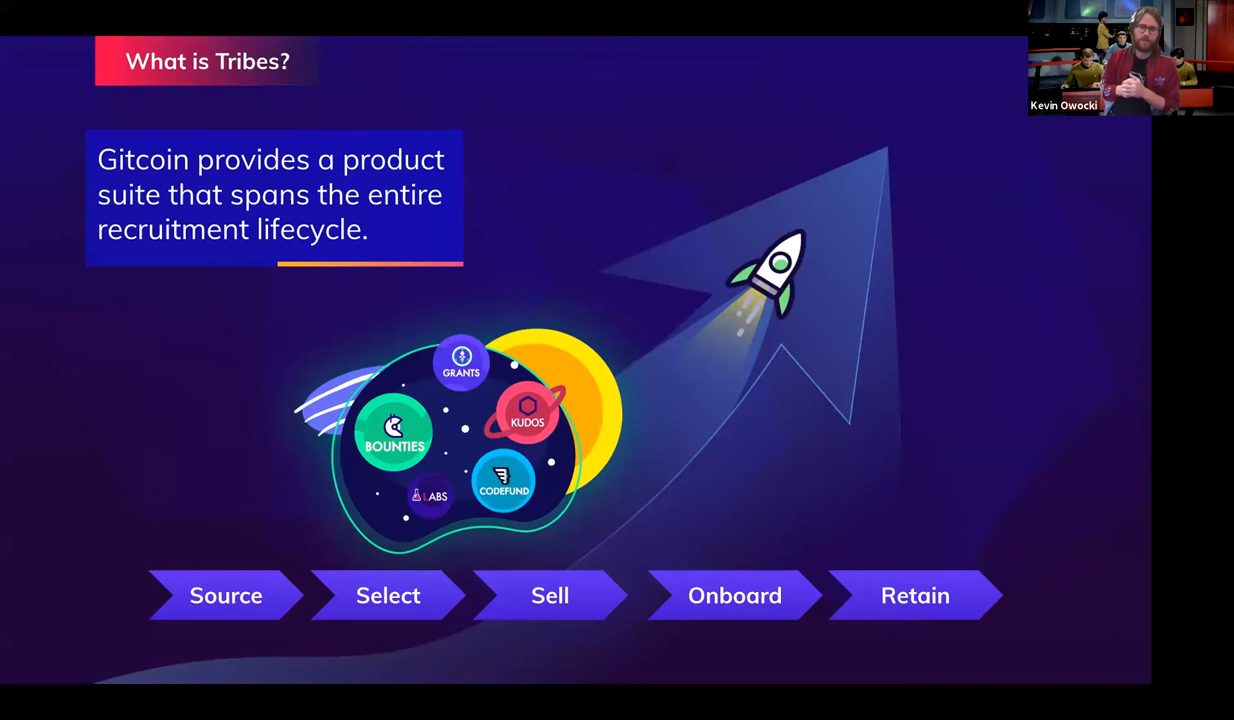 What is Tribes?
Kevin Owocki
Gitcoin provides a product
suite that spans the entire
recruitment lifecycle.
GRANTS
KUDOS
BOUNTIES
CODEFUND
LABS
Source
Select
Sell
Onboard
Retain